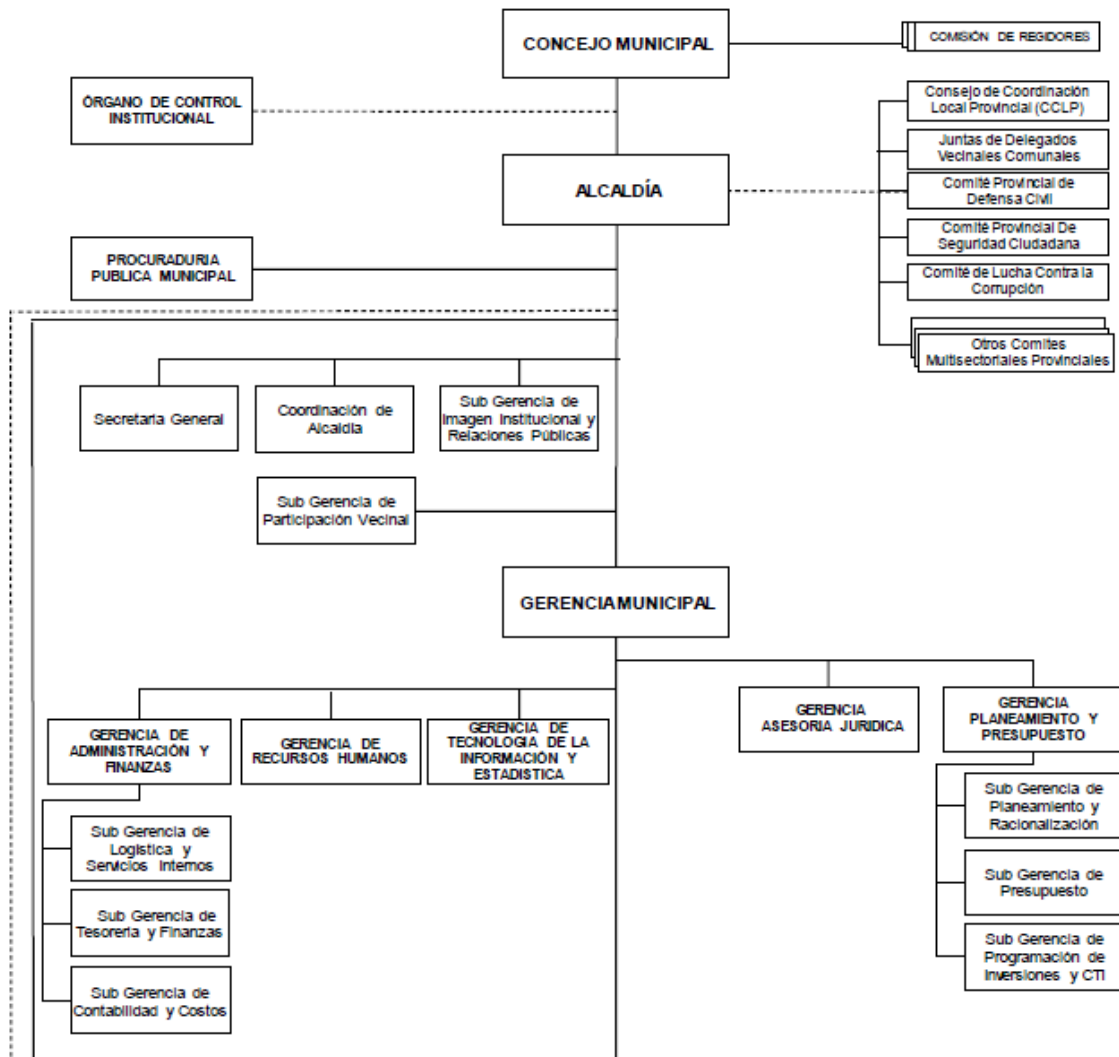 CONCEJO MUNICIPAL
COMISIÓN DE REGIDORES
ÓRGANO DE CONTROL
INSTITUCIONAL
Consejo de Coordinación
Local Provincial (CCLP)
Juntas de Delegados
Vecinales Comunales
ALCALDÍA
Comité Provincial de
Defensa Civil
Comité Provincial De
Seguridad Ciudadana
PROCURADURIA
PUBLICA MUNICIPAL
Comité de Lucha Contra la
Corrupción
Otros Comites
Multisectoriales Provinciales
Secretaria General
Coordinación de
Alcaldía
Sub Gerencia de
Imagen Institucional y
Relaciones Públicas
Sub Gerencia de
Participación Vecinal
GERENCIA MUNICIPAL
GERENCIA DE
ADMINISTRACIÓN Y
FINANZAS
GERENCIA DE
RECURSOS HUMANOS
GERENCIA DE
TECNOLOGIA DE LA
INFORMACIÓN Y
ESTADISTICA
GERENCIA
ASESORIA JURIDICA
GERENCIA
PLANEAMIENTO Y
PRESUPUESTO
Sub Gerencia de
Logística y
Servicios Internos
Sub Gerencia de
Tesorería y Finanzas
Sub Gerencia de
Contabilidad y Costos
Sub Gerencia de
Planeamiento y
Racionalización
Sub Gerencia de
Presupuesto
Sub Gerencia de
Programación de
Inversiones y CTI